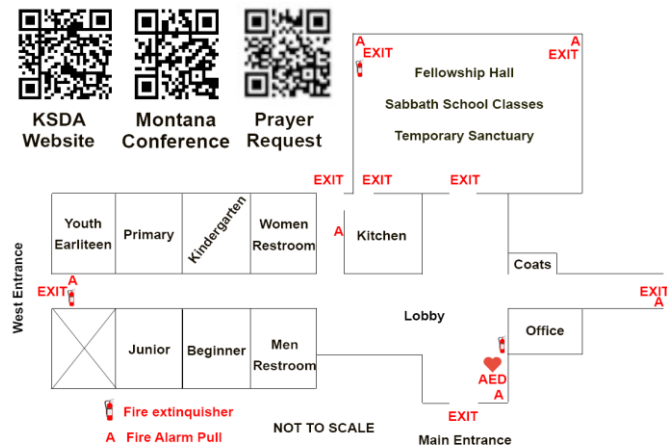 KSDA
Website
Montana
Conference
Prayer
Request
A
EXIT
A
EXIT
Fellowship Hall
Sabbath School Classes
Temporary Sanctuary
EXIT
EXIT
EXIT
Youth
Earliteen
Primary
Kindergarten
Women
Restroom
A
Kitchen
Coats
West Entrance
A
EXIT
EXIT
A
Lobby
Office
Junior
Beginner
Men
Restroom
AED
A
EXIT
Main Entrance
Fire extinquisher
A Fire Alarm Pull
NOT TO SCALE